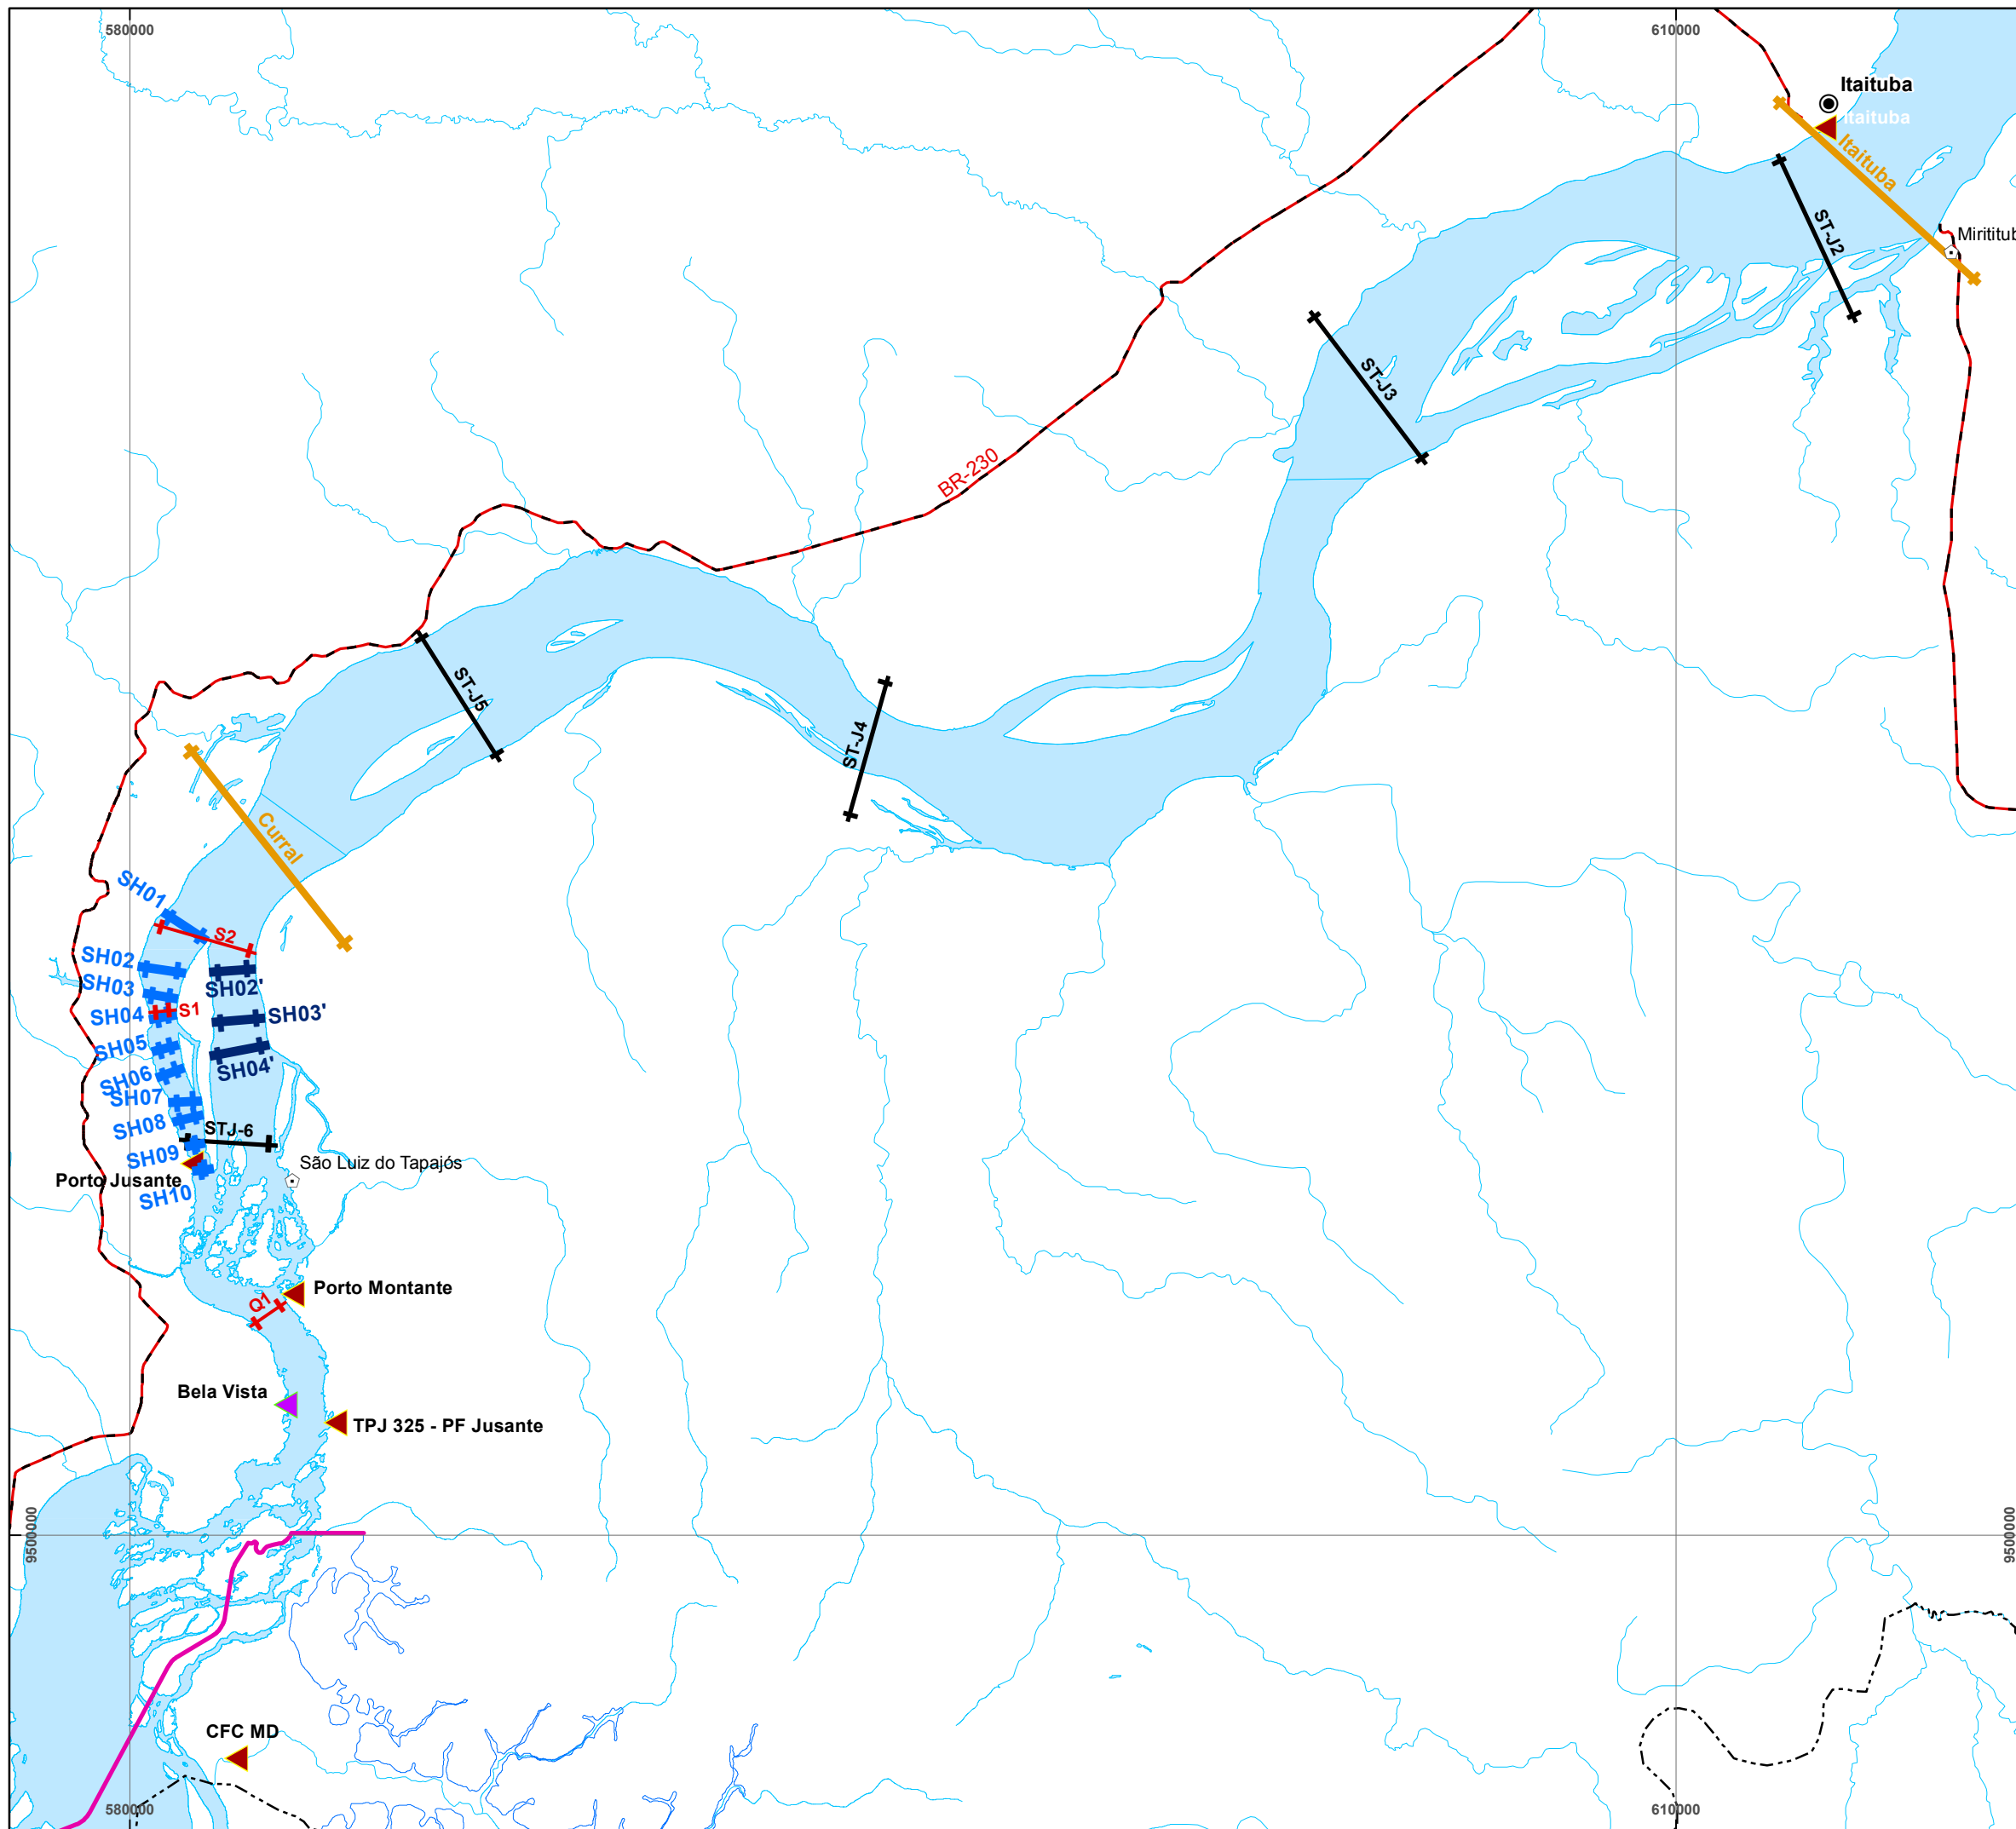 580000
610000
Itaituba
Itaituba
Itaituba
ST-J2
Mirititub
ST-J3
BR-230
ST-J5
ST-J4
Curral
SH01
S2
SH02
SH02'
SH03
S1
SH04
SH03'
SH05
SH04'
SH06
SH07
SH08
STJ-6
SH09
São Luiz do Tapajós
Porto Jusante
SH10
Porto Montante
Q1
Bela Vista
TPJ 325 - PF Jusante
9500000
9500000
CFC MD
580000
610000